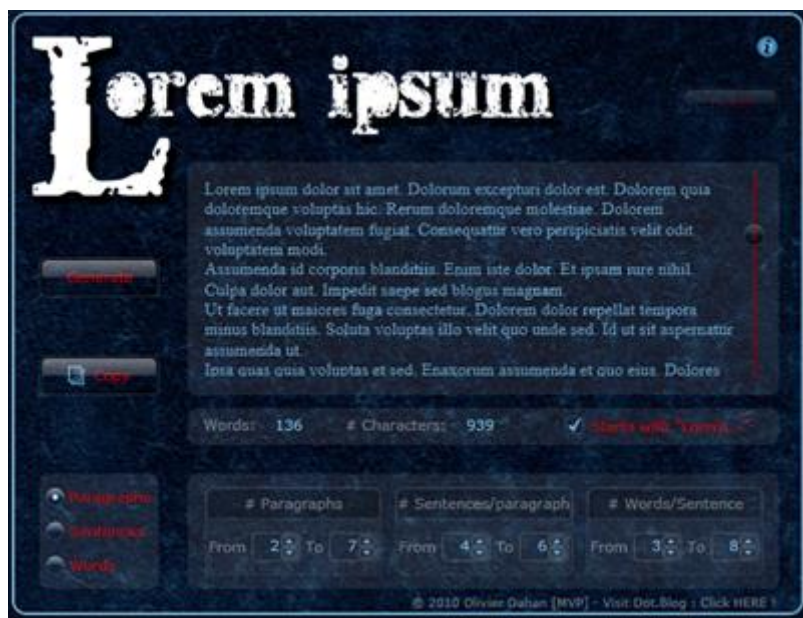 Lorem ipsum
Lorem ipsum dolor sit amet. Dolorum excepturi dolor est. Dolorem quia
doloremque voluptas hic. Rerum doloremque molestiae. Dolorem
assumenda voluptatem fugiat. Consequatur vero perspiciatis velit odit
voluptatem modi.
Assumenda id corporis blanditiis. Enim iste dolor. Et ipsam iure nihil.
Culpa dolor aut. Impedit saepe sed blogus magnam.
Ut facere ut maiores fuga consectetur. Dolorem dolor repellat tempora
minus blanditiis. Soluta voluptas illo velit quo unde sed. Id ut sit aspernatur
assumenda ut.
Ipsa quas quia voluptas et sed. Enaxorum assumenda et quo eius. Dolores
Generate
Copy
Words: 136 # Characters: 939 Starts with "Lorem..."
Paragraphs
Sentences
Words
# Paragraphs # Sentences/paragraph # Words/Sentence
From 2 To 7 From 4 To 6 From 3 To 8
© 2010 Olivier Dahan [MVP] - Visit Dot.Blog : Click HERE !